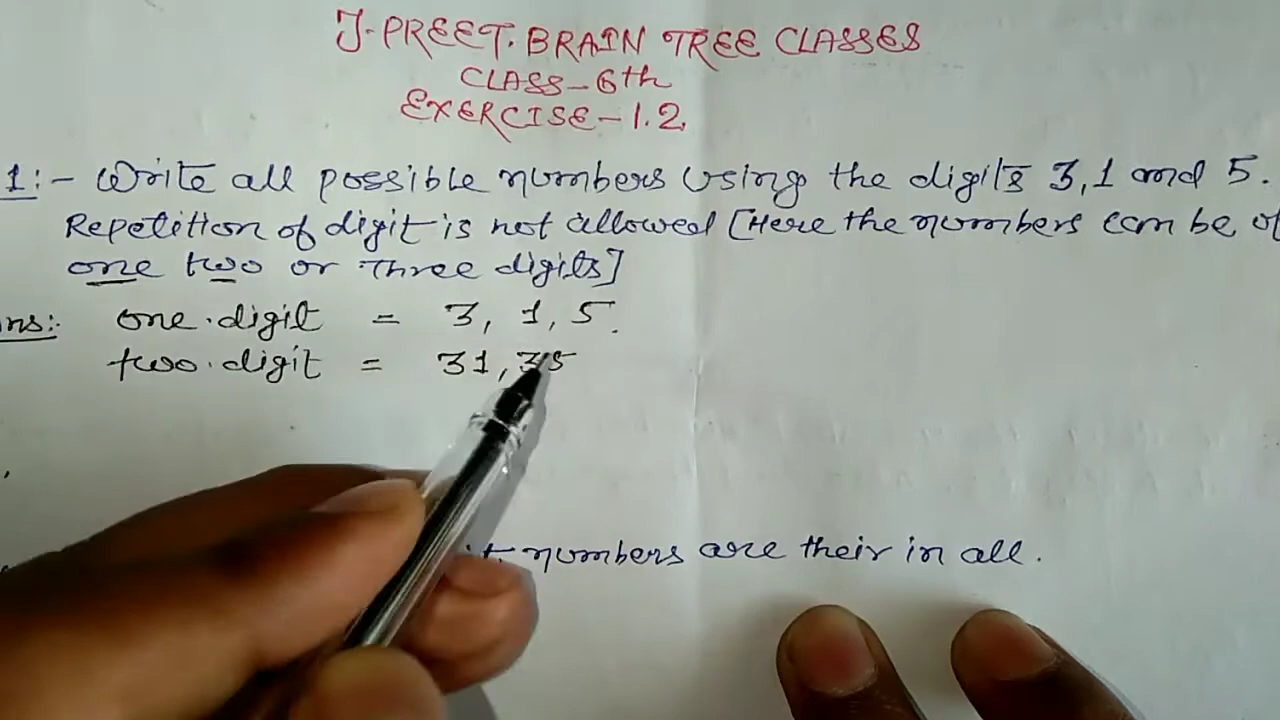 J. PREET. BRAIN TREE CLASSES
CLASS - 6th
EXERCISE - 1.2
1:- Write all possible numbers using the digits 3,1 and 5.
Repetition of digit is not allowed [Here the numbers can be of
one two or Three digits]
ns:. one.digit = 3, 1, 5.
two.digit = 31, 35
numbers are their in all.